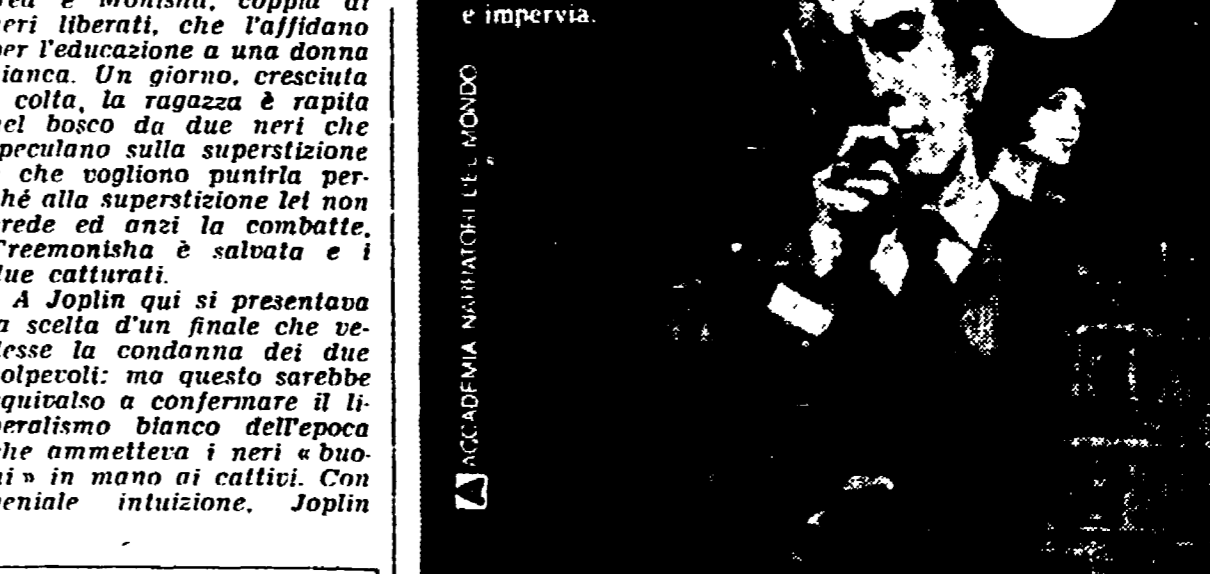 Monisha, coppia di
neri liberati, che l'affidano
per l'educazione a una donna
bianca. Un giorno, cresciuta
colta, la ragazza è rapita
nel bosco da due neri che
speculano sulla superstizione
che vogliono punirla per-
ché alla superstizione lei non
crede ed anzi la combatte.
Treemonisha è salvata e i
due catturati.
A Joplin qui si presentava
la scelta d'un finale che ve-
desse la condanna dei due
colpevoli: ma questo sarebbe
equivalso a confermare il li-
beralismo bianco dell'epoca
che ammetteva i neri « buo-
ni » in mano ai cattivi. Con
geniale intuizione, Joplin
e impervia.
ACCADEMIA NARRATORI DEL MONDO